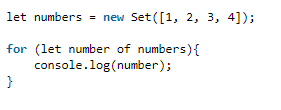 let numbers = new Set([1, 2, 3, 4]);
for (let number of numbers){
    console.log(number);
}